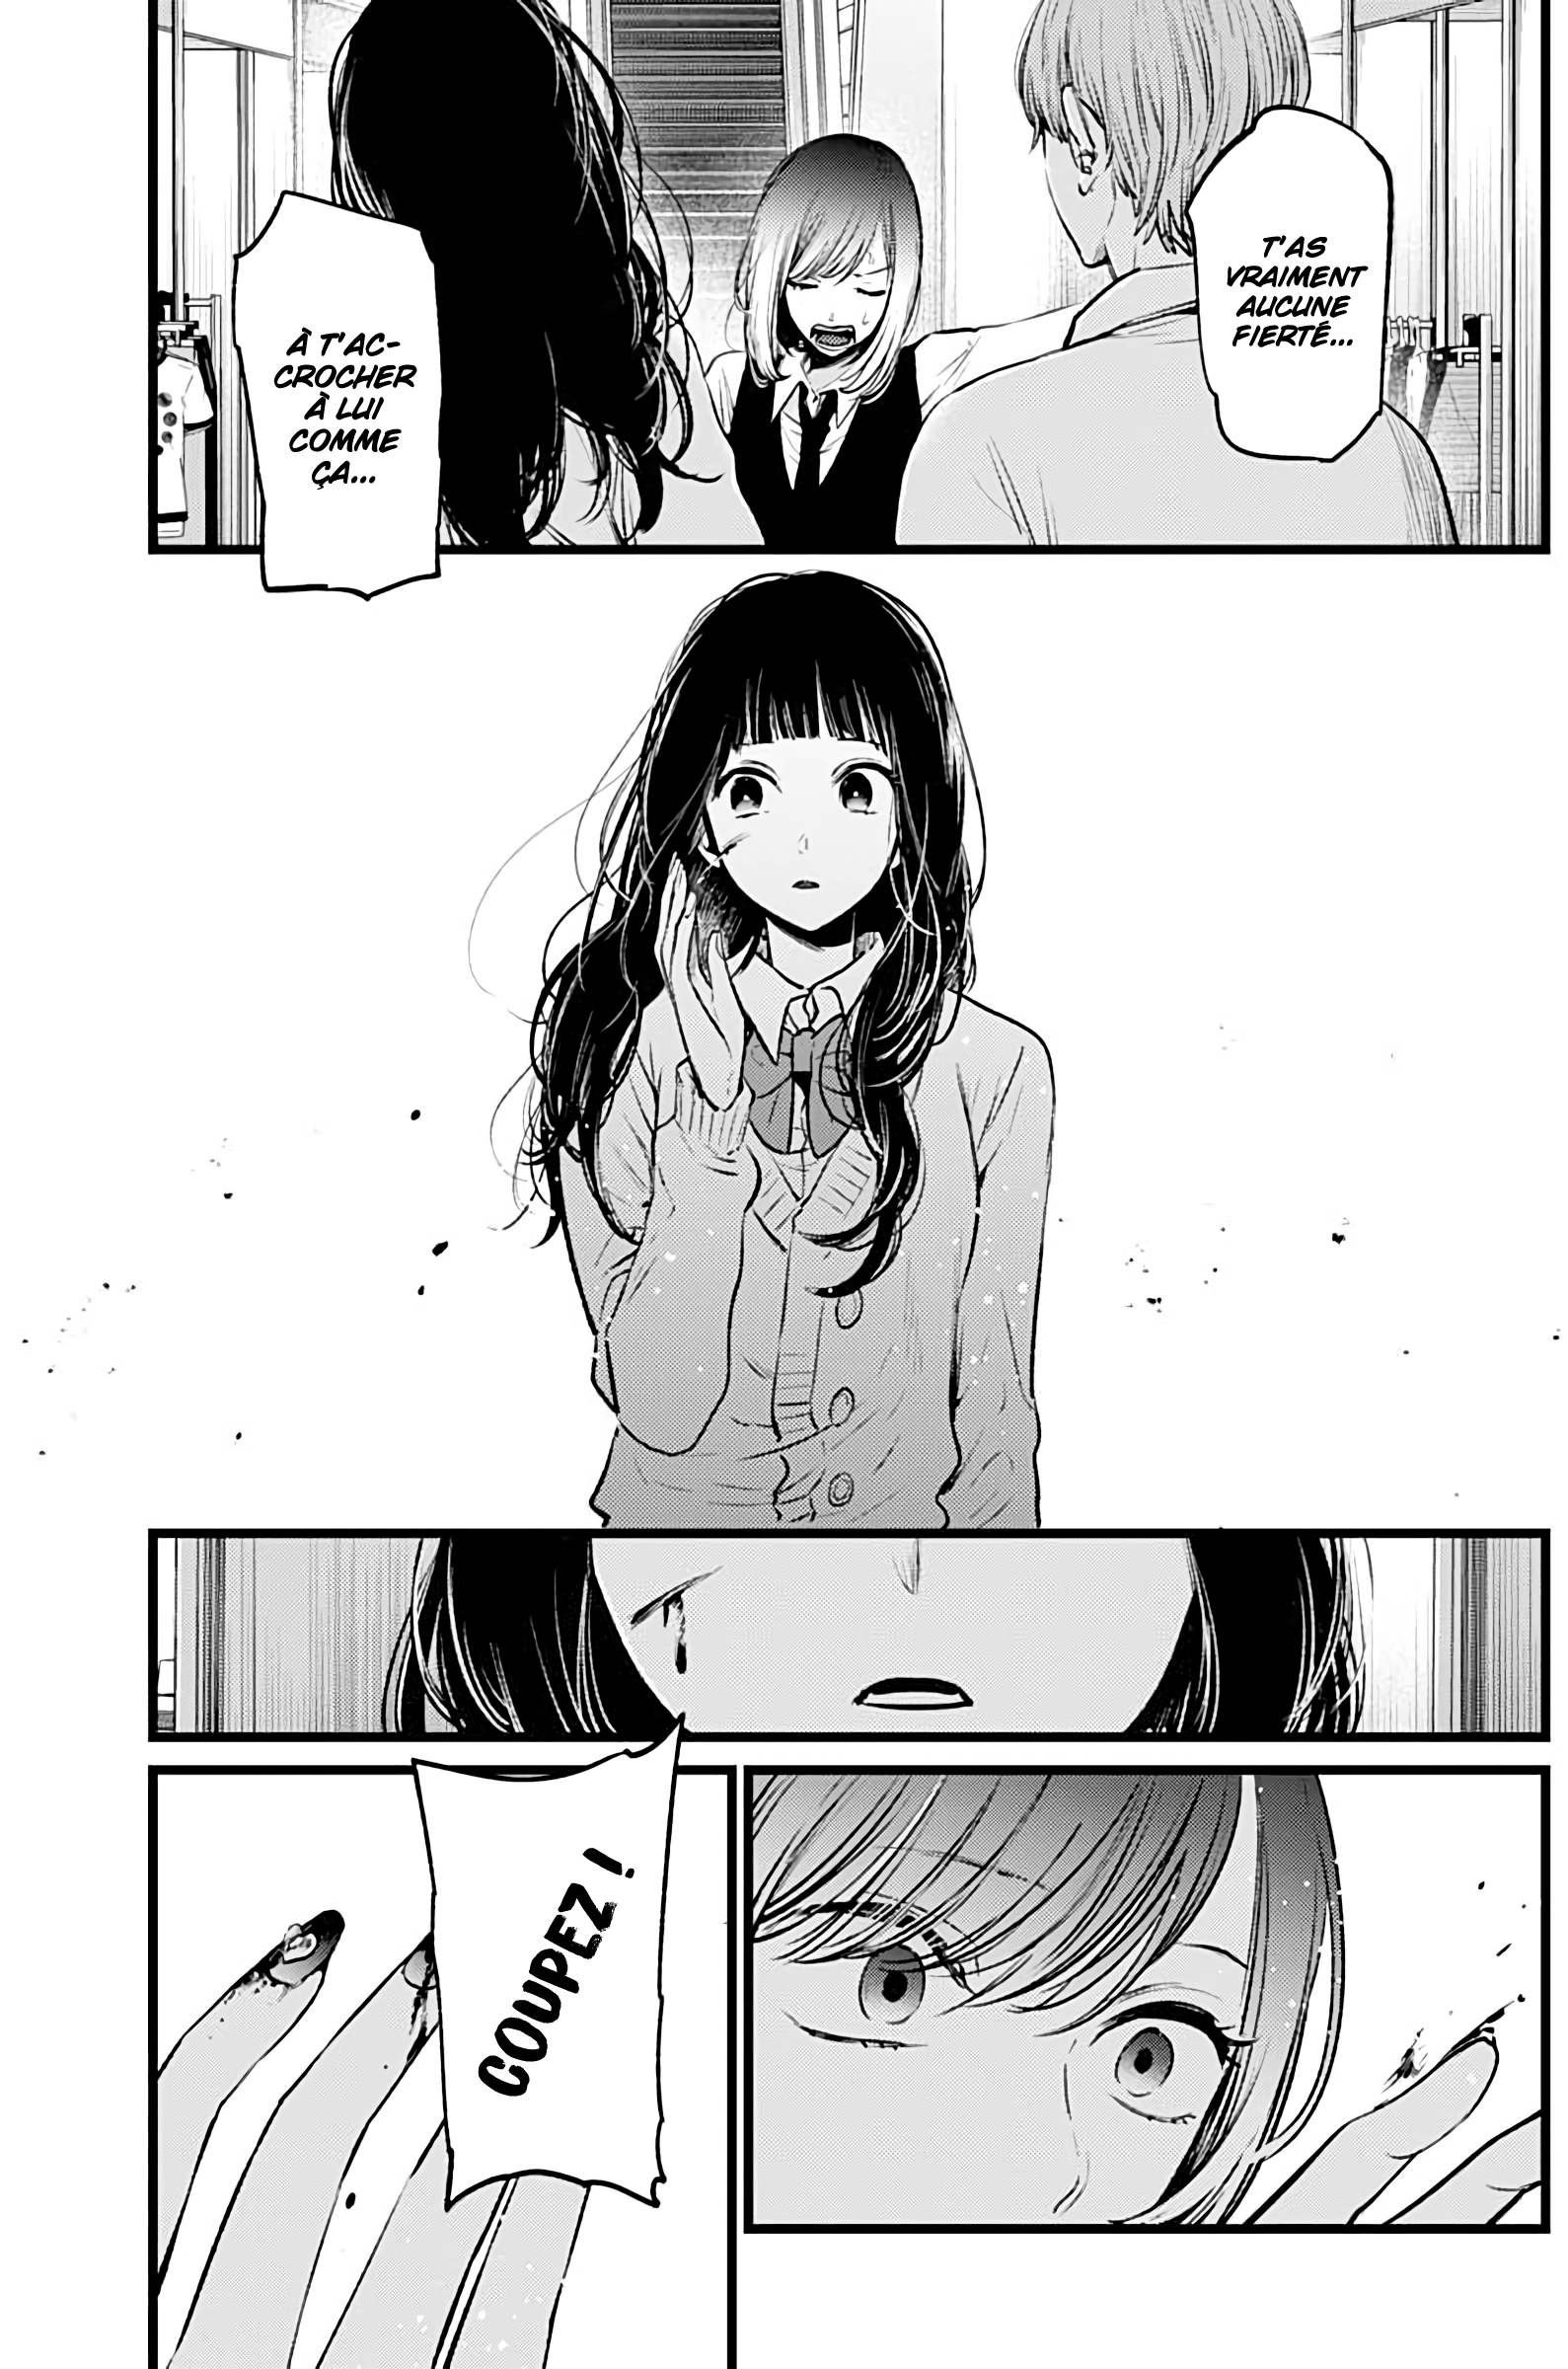 T'AS
VRAIMENT
AUCUNE
FIERTÉ...
À T'AC-
CROCHER
À LUI
COMME
ÇA...
COUPEZ !